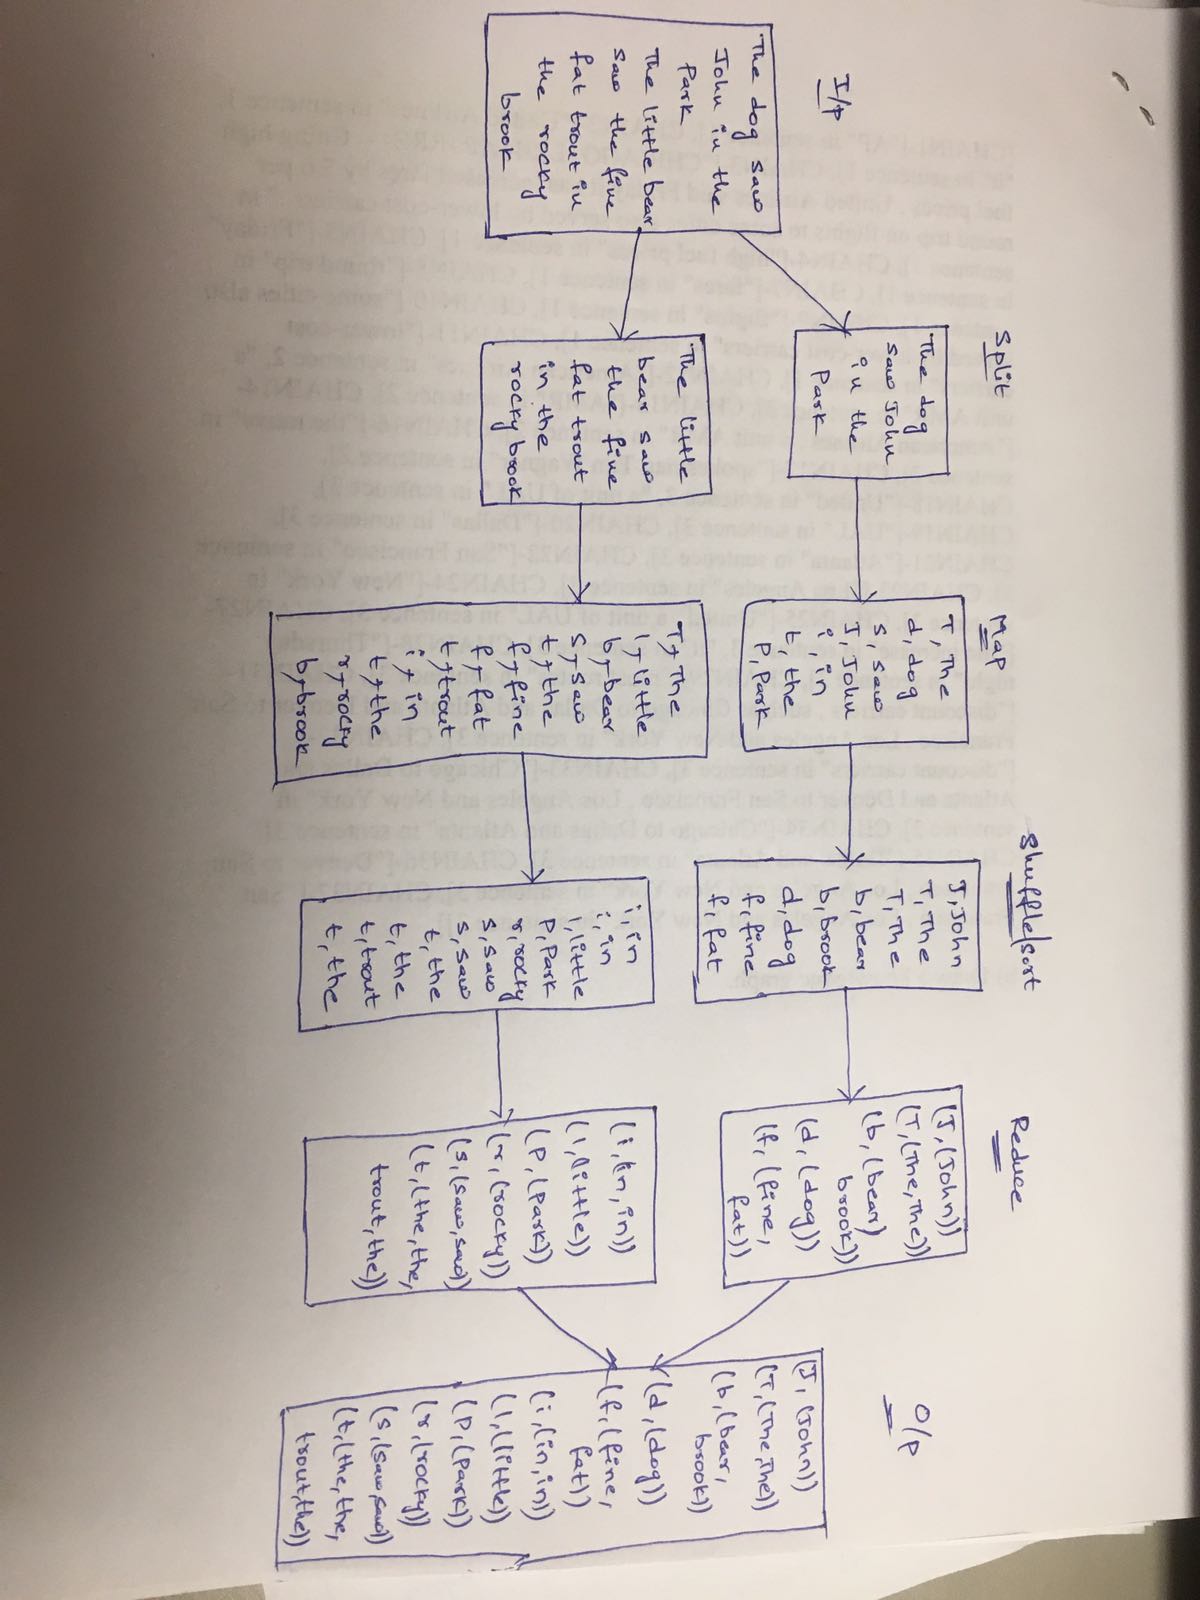 I/p
The dog saw
John in the
Park
The little bear
saw the fine
fat trout in
the rocky
brook
Split
The dog
saw John
in the
Park
The little
bear saw
the fine
fat trout
in the
rocky brook
Map
T, The
d, dog
s, saw
J, John
i, in
t, the
P, Park
T, The
l, little
b, bear
s, saw
t, the
f, fine
f, fat
t, trout
i, in
t, the
r, rocky
b, brook
Shuffle/sort
J, John
T, The
T, The
b, bear
b, brook
d, dog
f, fine
f, fat
i, in
i, in
l, little
P, Park
r, rocky
s, saw
s, saw
t, the
t, the
t, trout
t, the
Reduce
(J, (John))
(T, (The, The))
(b, (bear)
brook))
(d, (dog))
(f, (fine,
fat))
(i, (in, in))
(l, (little))
(P, (Park))
(r, (rocky))
(s, (saw, saw))
(t, (the, the,
trout, the))
O/p
(J, (John))
(T, (The, The))
(b, (bear,
brook))
(d, (dog))
(f, (fine,
fat))
(i, (in, in))
(l, (little))
(P, (Park))
(r, (rocky))
(s, (saw, saw))
(t, (the, the,
trout, the))